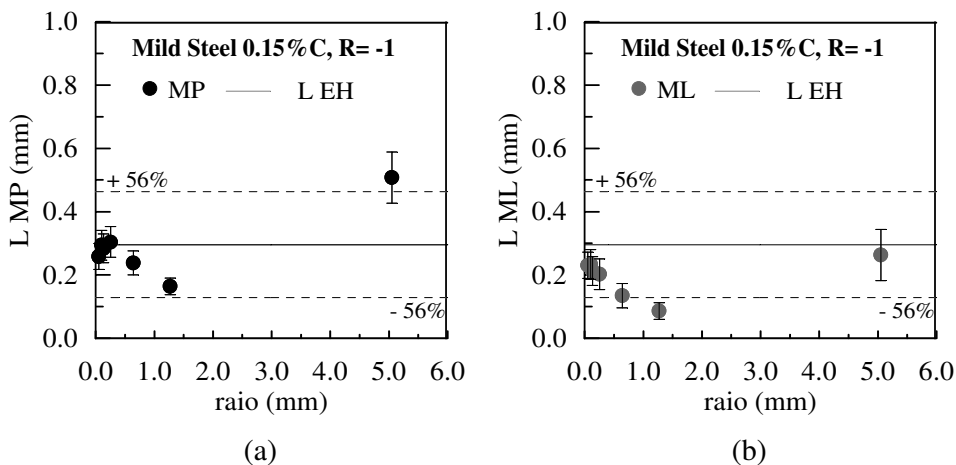 Mild Steel 0.15%C, R= -1
MP L EH
L MP (mm)
1.0
0.8
0.6
0.4
0.2
0.0
+ 56%
- 56%
0.0 1.0 2.0 3.0 4.0 5.0 6.0
raio (mm)
(a)
Mild Steel 0.15%C, R= -1
ML L EH
L ML (mm)
1.0
0.8
0.6
0.4
0.2
0.0
+ 56%
- 56%
0.0 1.0 2.0 3.0 4.0 5.0 6.0
raio (mm)
(b)